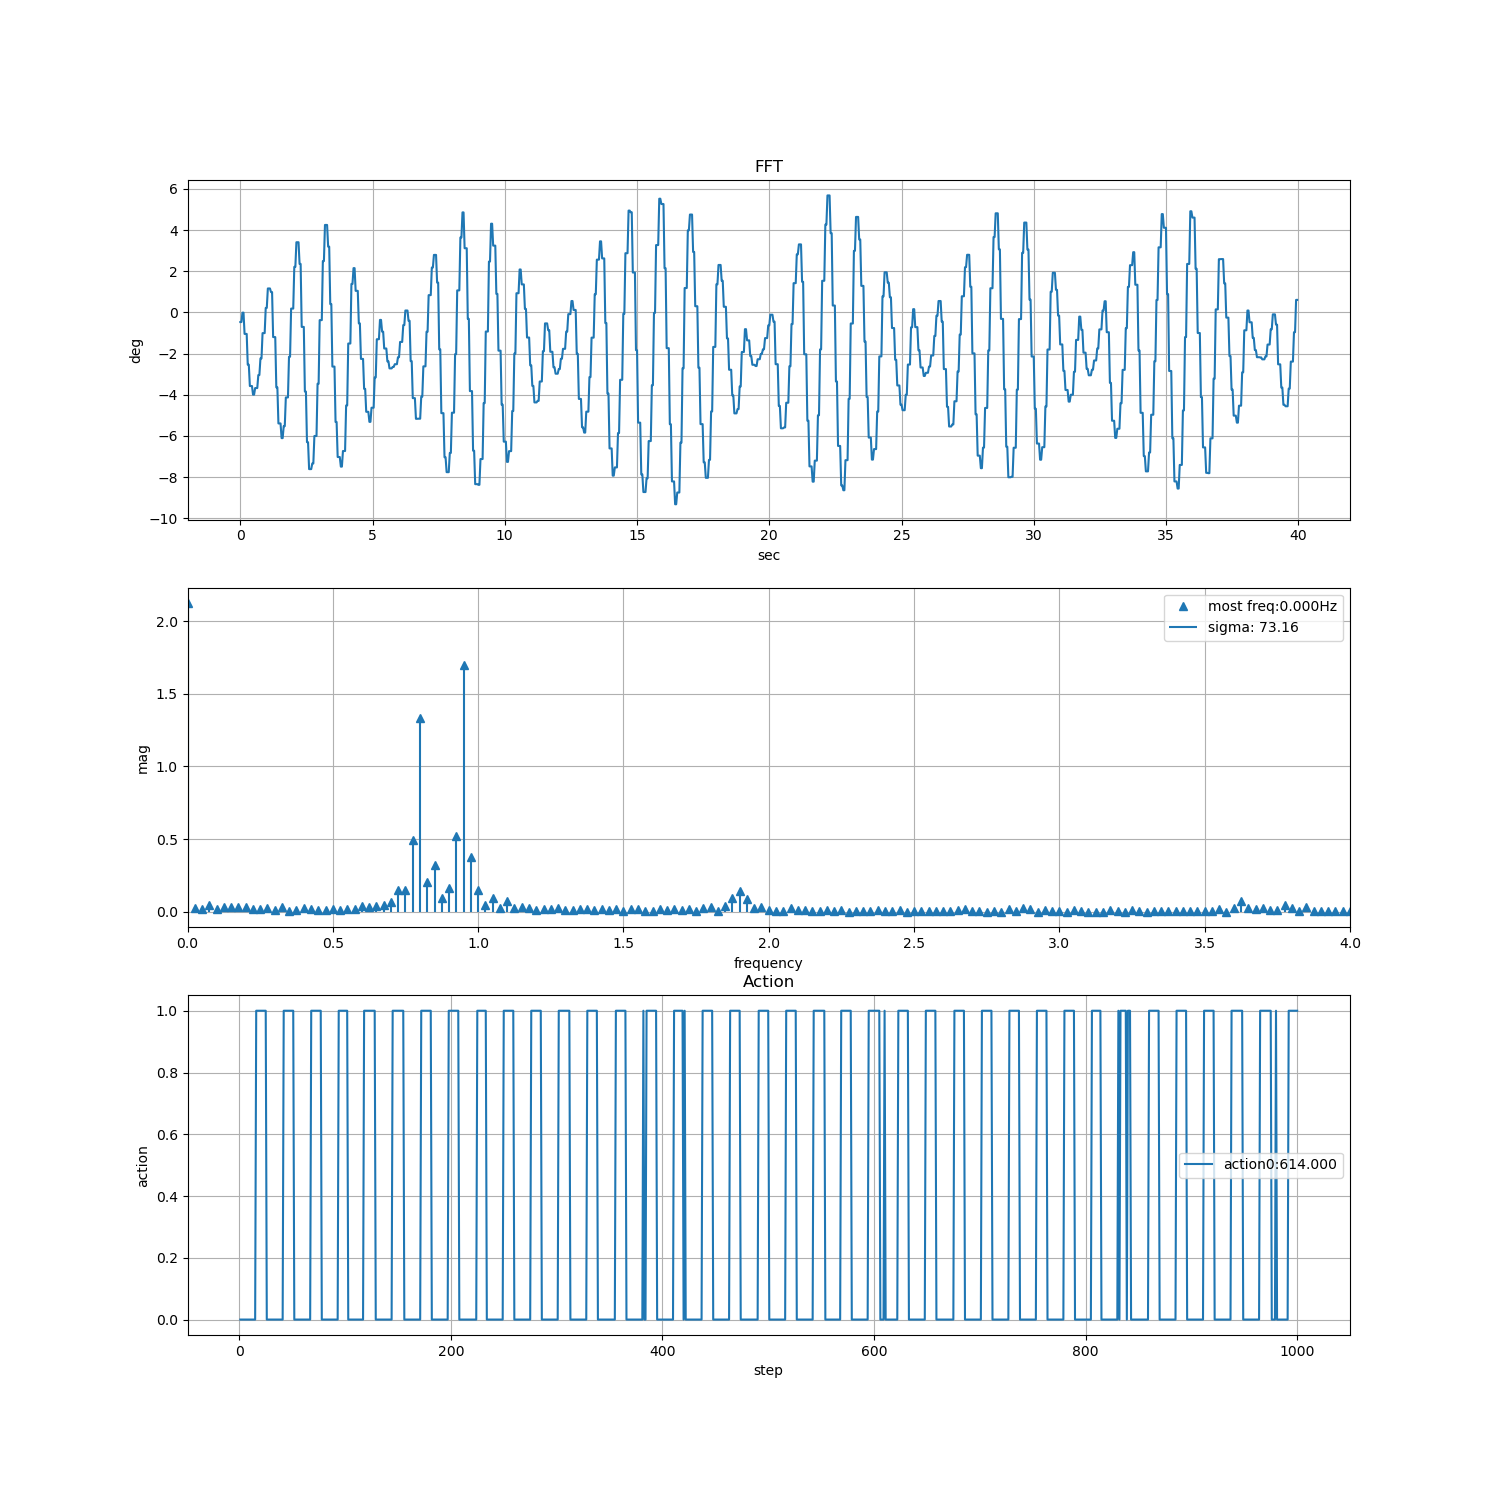 FFT
6
4
2
0
−2
−4
−6
−8
−10
deg
0 5 10 15 20 25 30 35 40
sec
2.0
1.5
1.0
0.5
0.0
mag
most freq:0.000Hz
sigma: 73.16
0.0 0.5 1.0 1.5 2.0 2.5 3.0 3.5 4.0
frequency
Action
1.0
0.8
0.6
0.4
0.2
0.0
action
action0:614.000
0 200 400 600 800 1000
step